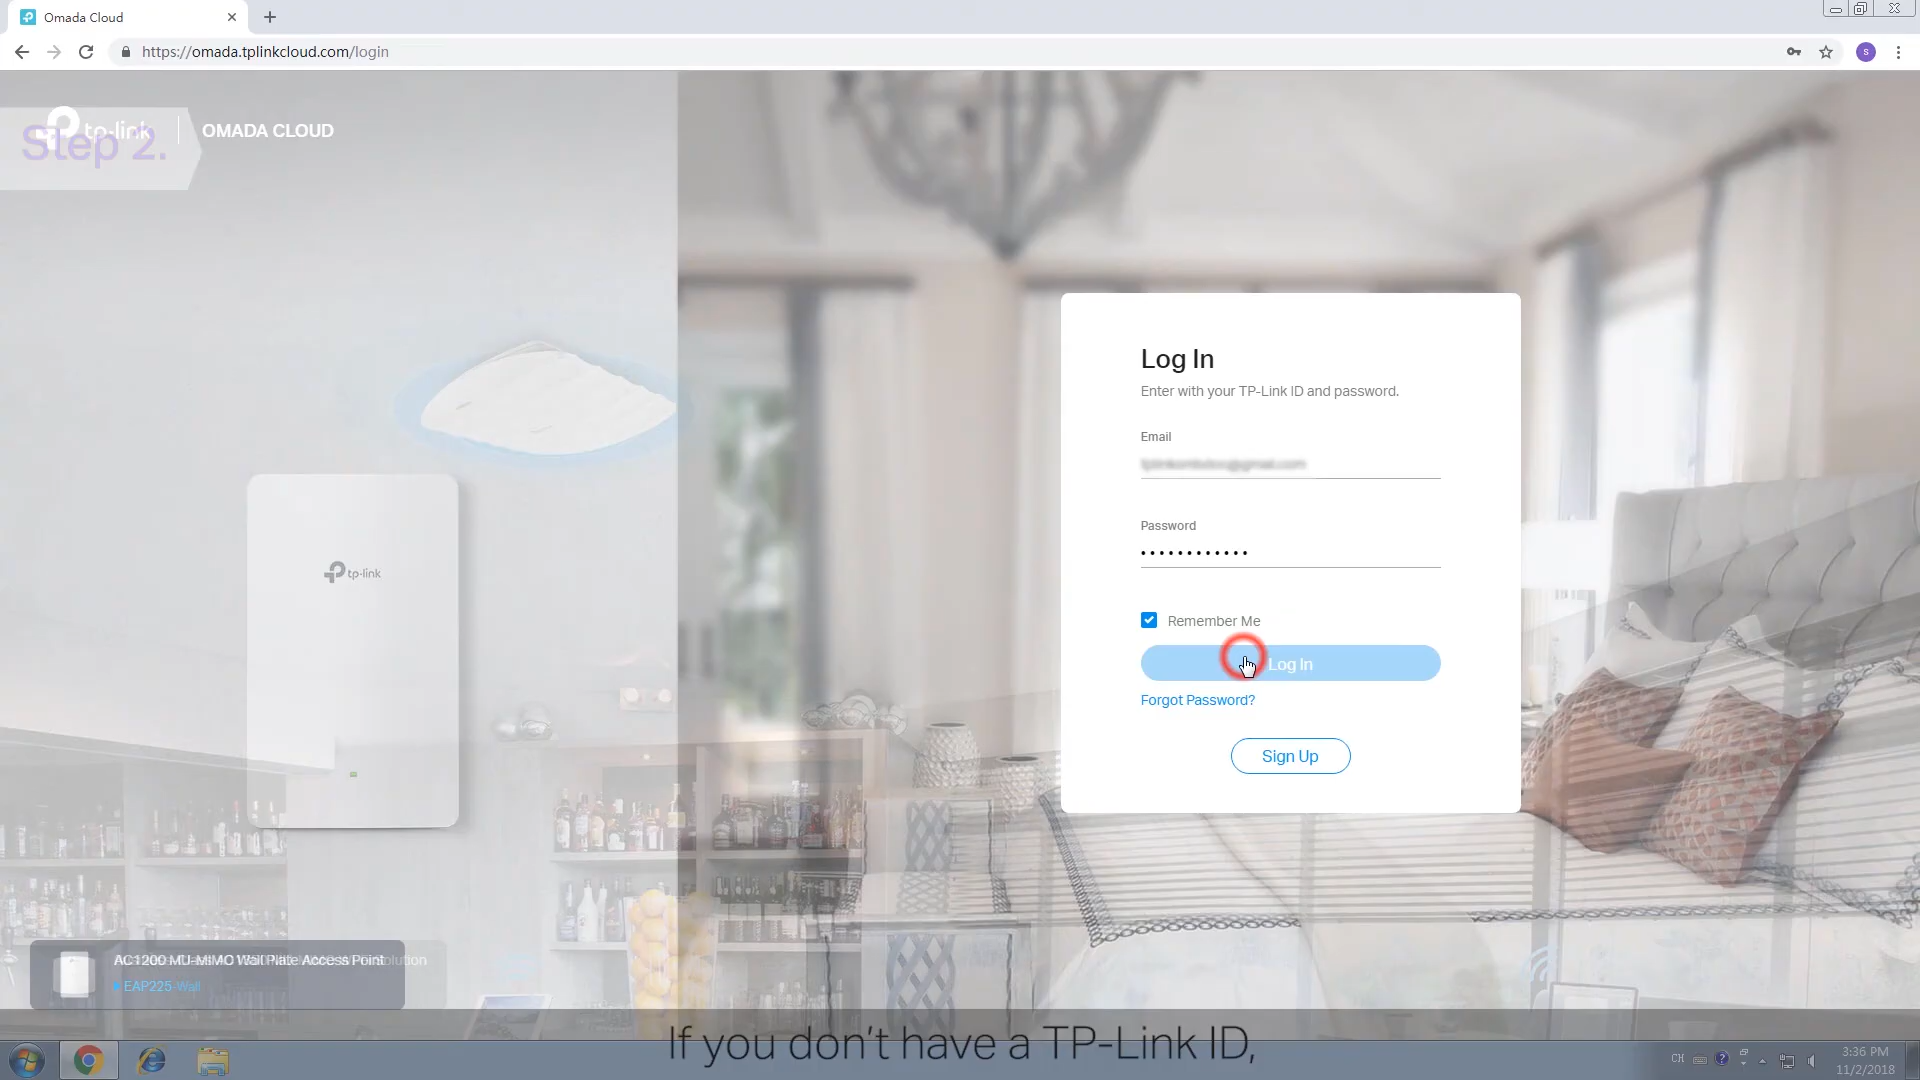 Omada Cloud
https://omada.tplinkcloud.com/login
s
tp-link
OMADA CLOUD
Step 2.
Log In
Enter with your TP-Link ID and password.
Email
Password
Remember Me
Log In
Forgot Password?
Sign Up
tp-link
AC1200 MU-MIMO Wall Plate Access Point
EAP225-Wall
If you don't have a TP-Link ID,
CH
3:36 PM
11/2/2018